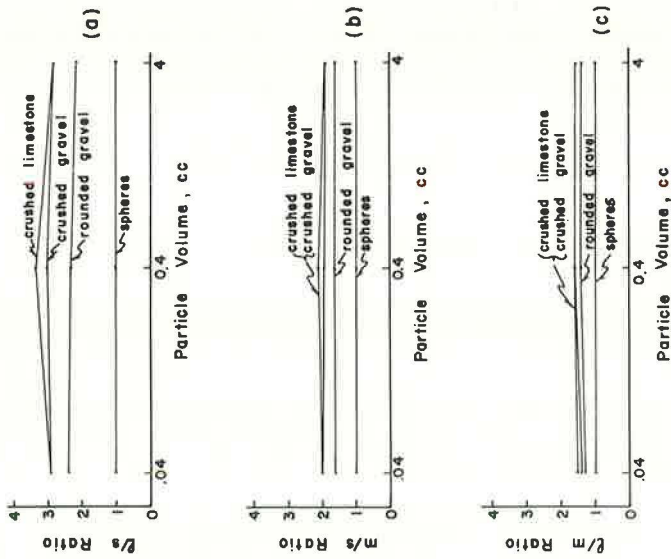 (a)
crushed limestone
crushed gravel
rounded gravel
spheres
4
3
2
1
0
ℓ/s Ratio
.04
0.4
4
Particle Volume, cc
(b)
crushed limestone
crushed gravel
rounded gravel
spheres
4
3
2
1
0
m/s Ratio
.04
0.4
4
Particle Volume, cc
(c)
crushed limestone
crushed gravel
rounded gravel
spheres
4
3
2
1
0
ℓ/m Ratio
.04
0.4
4
Particle Volume, cc